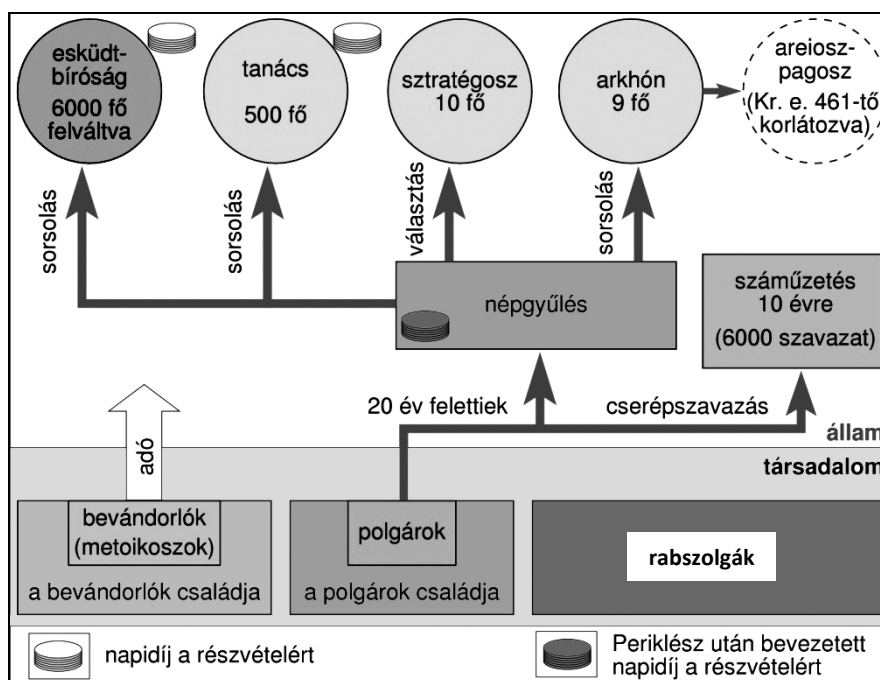 esküdt-
bíróság
6000 fő
felváltva
tanács
500 fő
sztratégosz
10 fő
arkhón
9 fő
areiosz-
pagosz
(Kr. e. 461-tő
korlátozva)
sorsolás
sorsolás
választás
sorsolás
népgyűlés
száműzetés
10 évre
(6000 szavazat)
20 év felettiek
cserépszavazás
adó
állam
társadalom
bevándorlók
(metoikoszok)
a bevándorlók családja
polgárok
a polgárok családja
rabszolgák
napidíj a részvételért
Periklész után bevezetett
napidíj a részvételért